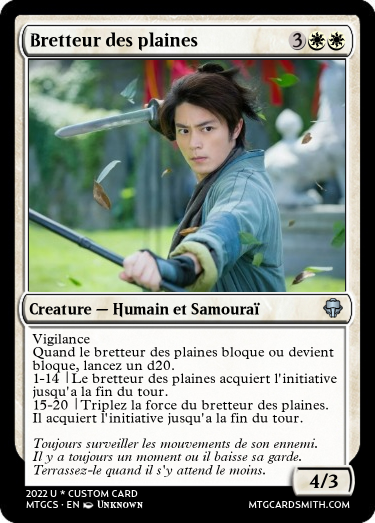 Bretteur des plaines 3
Creature — Humain et Samouraï
Vigilance
Quand le bretteur des plaines bloque ou devient
bloque, lancez un d20.
1-14 | Le bretteur des plaines acquiert l'initiative
jusqu'a la fin du tour.
15-20 | Triplez la force du bretteur des plaines.
Il acquiert l'initiative jusqu'a la fin du tour.
Toujours surveiller les mouvements de son ennemi.
Il y a toujours un moment ou il baisse sa garde.
Terrassez-le quand il s'y attend le moins.
4/3
2022 U * CUSTOM CARD
MTGCS • EN Unknown
MTGCARDSMITH.COM